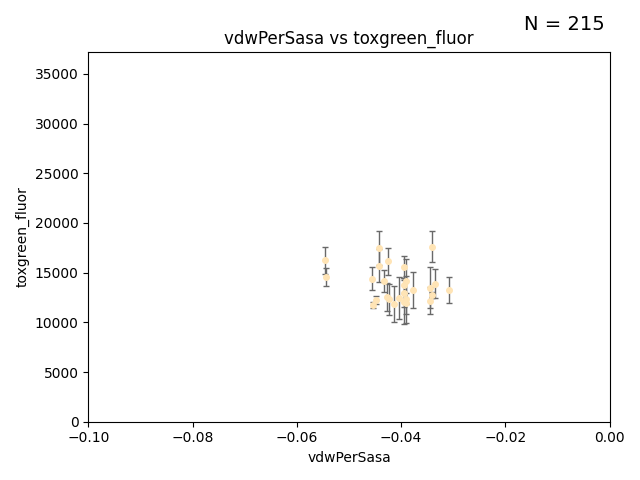 N = 215
vdwPerSasa vs toxgreen_fluor
toxgreen_fluor
35000
30000
25000
20000
15000
10000
5000
0
−0.10 −0.08 −0.06 −0.04 −0.02 0.00
vdwPerSasa